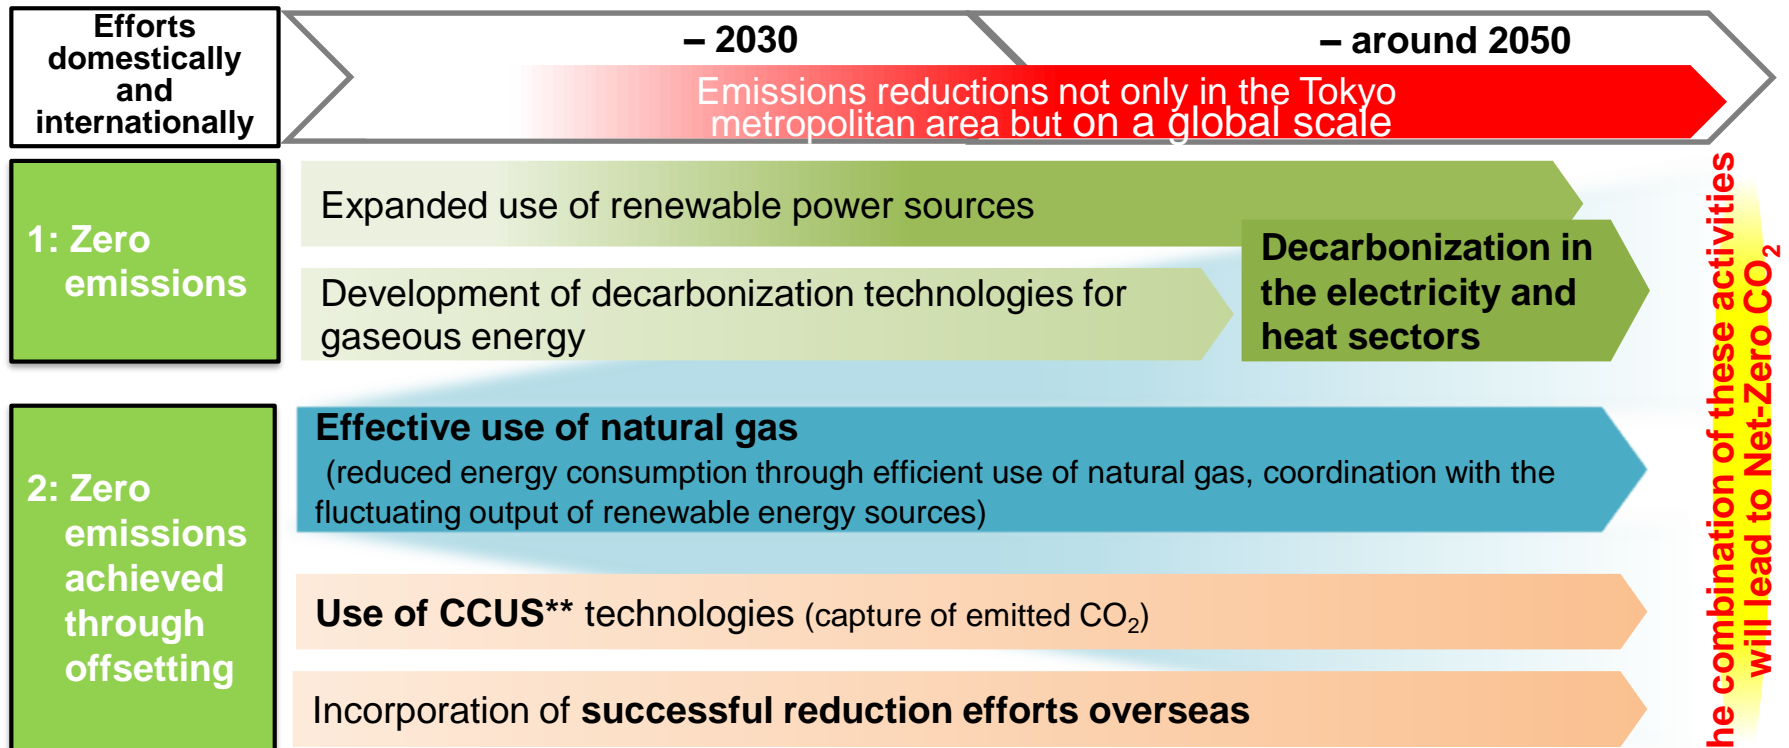 Efforts
domestically
and
internationally
– 2030
– around 2050
Emissions reductions not only in the Tokyo
metropolitan area but on a global scale
1: Zero
emissions
Expanded use of renewable power sources
Development of decarbonization technologies for
gaseous energy
Decarbonization in
the electricity and
heat sectors
2: Zero
emissions
achieved
through
offsetting
Effective use of natural gas
(reduced energy consumption through efficient use of natural gas, coordination with the
fluctuating output of renewable energy sources)
Use of CCUS** technologies (capture of emitted CO₂)
Incorporation of successful reduction efforts overseas
he combination of these activities
will lead to Net-Zero CO₂